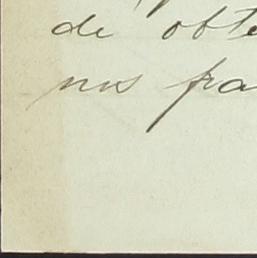 de obte
nos fra